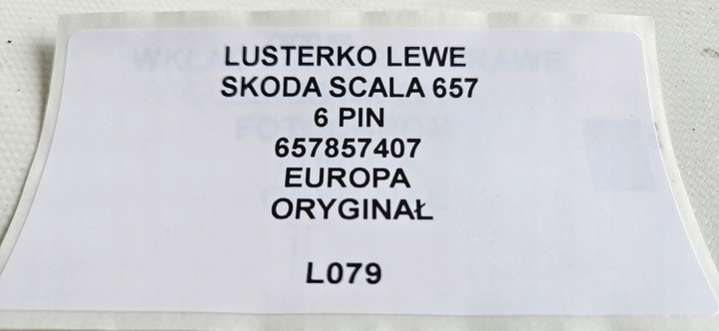 LUSTERKO LEWE
SKODA SCALA 657
6 PIN
657857407
EUROPA
ORYGINAŁ
L079